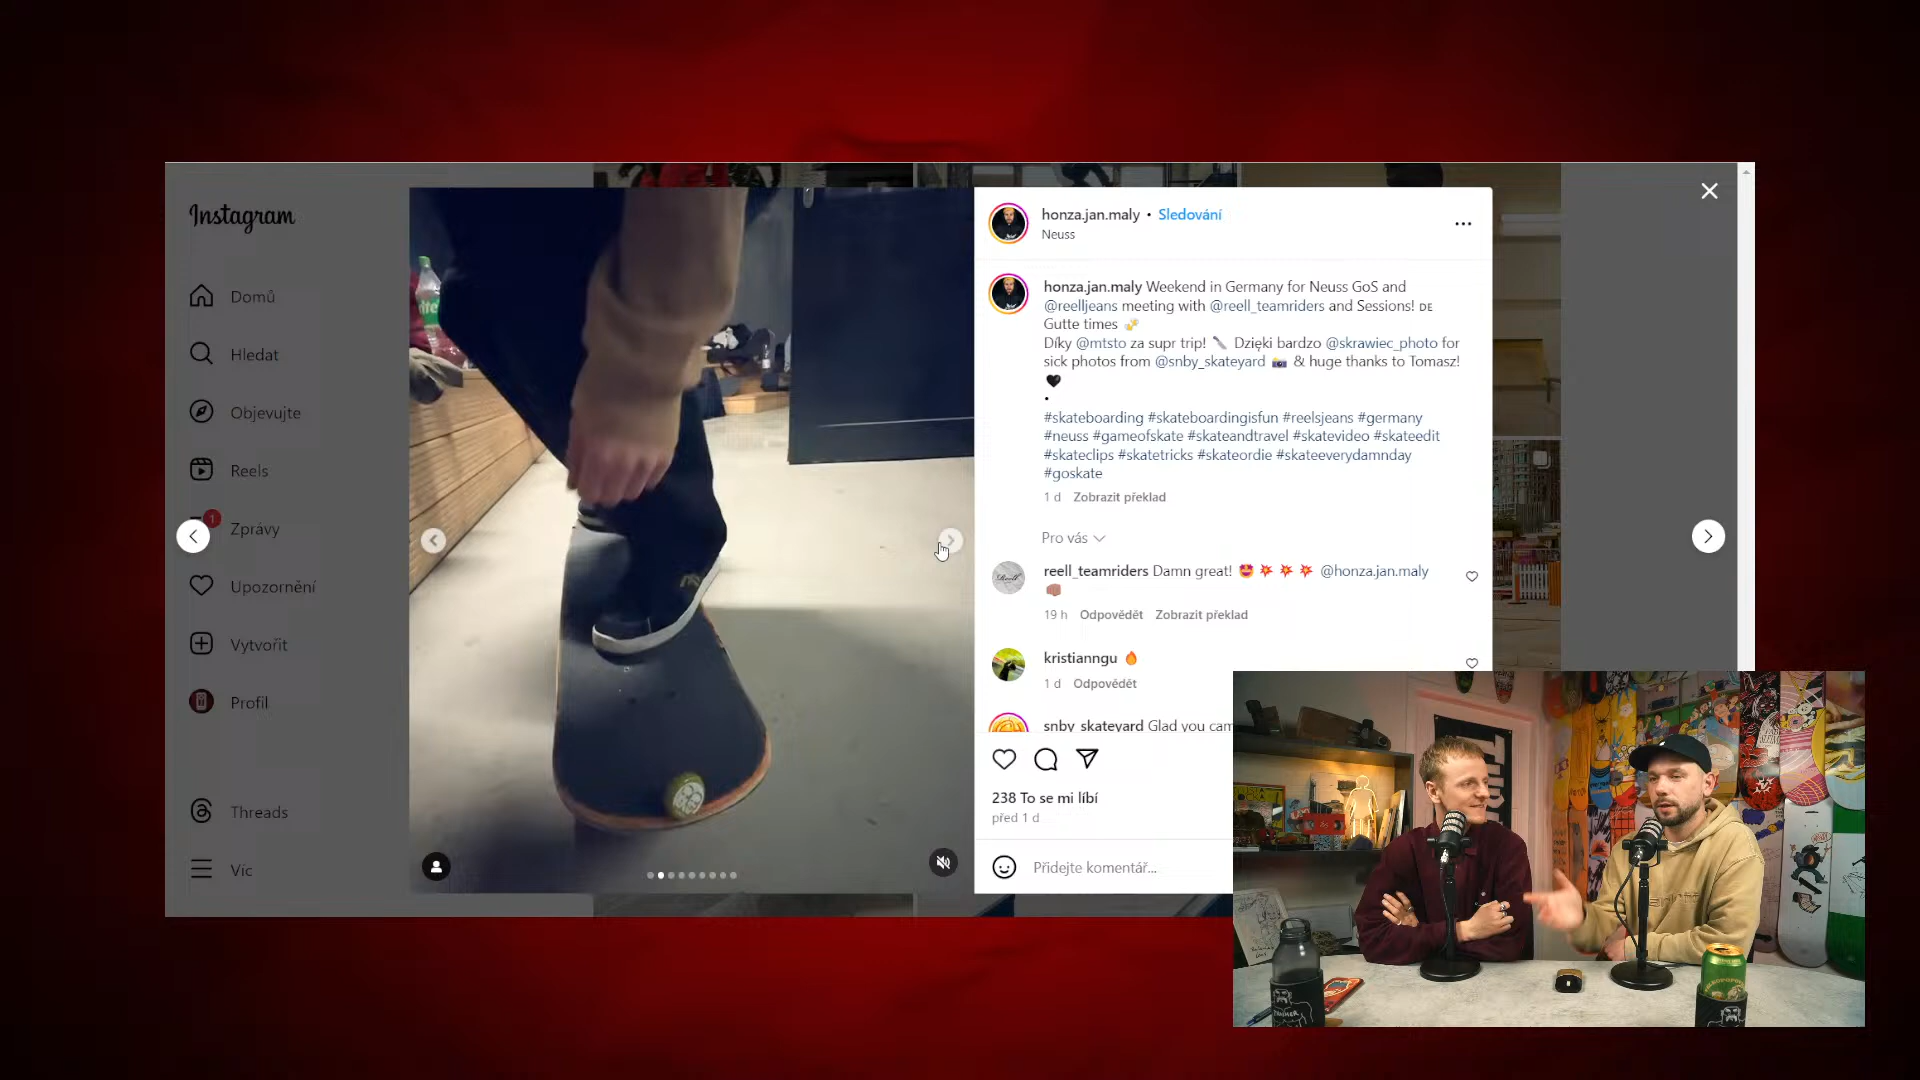 Instagram
Domů
Hledat
Objevujte
Reels
1
Zprávy
Upozornění
Vytvořit
Profil
Threads
Víc
honza.jan.maly • Sledování
Neuss
honza.jan.maly Weekend in Germany for Neuss GoS and
@reelljeans meeting with @reell_teamriders and Sessions! 🇩🇪
Gutte times 🍻
Díky @mtsto za supr trip! 🔪 Dzięki bardzo @skrawiec_photo for
sick photos from @snby_skateyard 📸 & huge thanks to Tomasz!
🖤
•
#skateboarding #skateboardingisfun #reelsjeans #germany
#neuss #gameofskate #skateandtravel #skatevideo #skateedit
#skateclips #skatetricks #skateordie #skateeverydamnday
#goskate
1 d Zobrazit překlad
Pro vás
reell_teamriders Damn great! 🤩 💥 💥 💥 @honza.jan.maly
👊🏽
19 h Odpovědět Zobrazit překlad
kristianngu 🔥
1 d Odpovědět
snby_skateyard Glad you cam
238 To se mi líbí
před 1 d
Přidejte komentář...